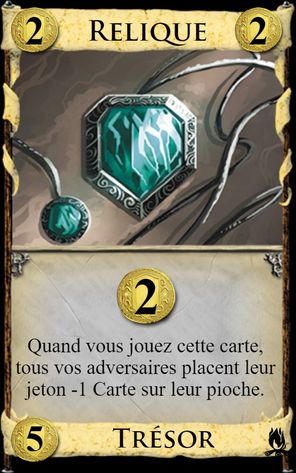 2 RELIQUE 2
2
Quand vous jouez cette carte,
tous vos adversaires placent leur
jeton -1 Carte sur leur pioche.
5 TRÉSOR